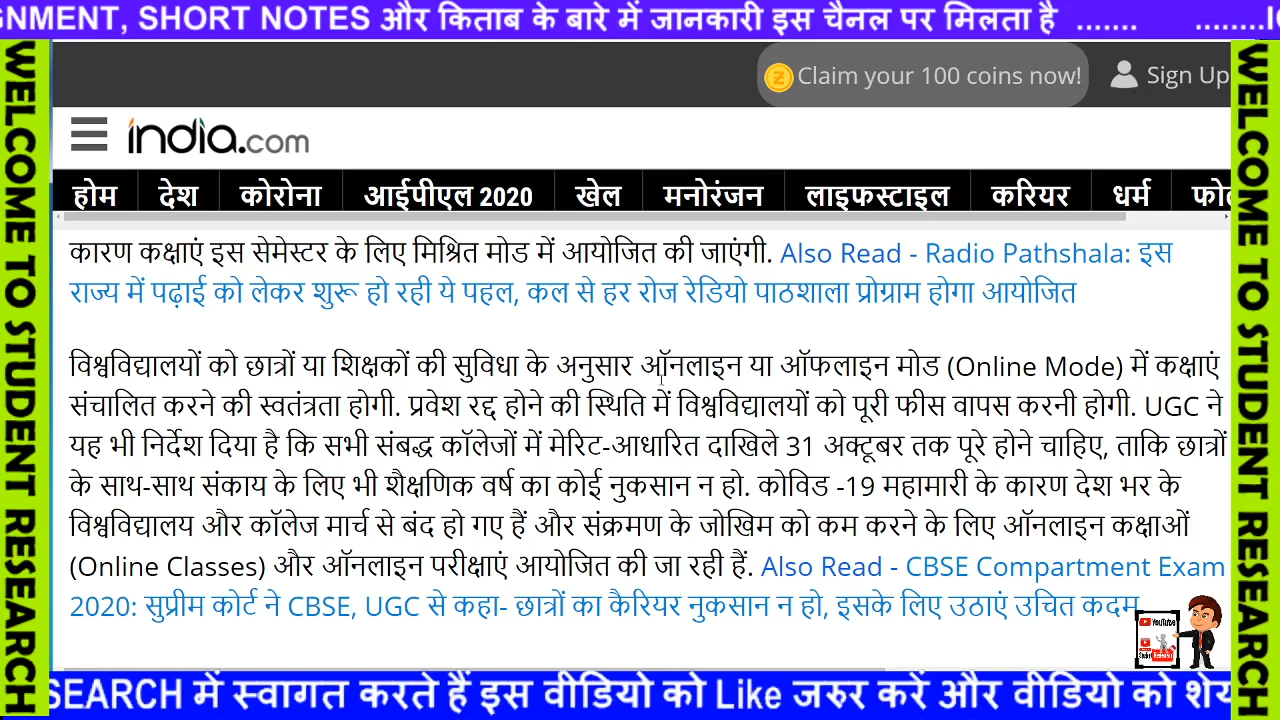 GNMENT, SHORT NOTES और किताब के बारे में जानकारी इस चैनल पर मिलता है ....... ........
Claim your 100 coins now! Sign Up
india.com
होम देश कोरोना आईपीएल 2020 खेल मनोरंजन लाइफस्टाइल करियर धर्म फो
कारण कक्षाएं इस सेमेस्टर के लिए मिश्रित मोड में आयोजित की जाएंगी. Also Read - Radio Pathshala: इस
राज्य में पढ़ाई को लेकर शुरू हो रही ये पहल, कल से हर रोज रेडियो पाठशाला प्रोग्राम होगा आयोजित
विश्वविद्यालयों को छात्रों या शिक्षकों की सुविधा के अनुसार ऑनलाइन या ऑफलाइन मोड (Online Mode) में कक्षाएं
संचालित करने की स्वतंत्रता होगी. प्रवेश रद्द होने की स्थिति में विश्वविद्यालयों को पूरी फीस वापस करनी होगी. UGC ने
यह भी निर्देश दिया है कि सभी संबद्ध कॉलेजों में मेरिट-आधारित दाखिले 31 अक्टूबर तक पूरे होने चाहिए, ताकि छात्रों
के साथ-साथ संकाय के लिए भी शैक्षणिक वर्ष का कोई नुकसान न हो. कोविड -19 महामारी के कारण देश भर के
विश्वविद्यालय और कॉलेज मार्च से बंद हो गए हैं और संक्रमण के जोखिम को कम करने के लिए ऑनलाइन कक्षाओं
(Online Classes) और ऑनलाइन परीक्षाएं आयोजित की जा रही हैं. Also Read - CBSE Compartment Exam
2020: सुप्रीम कोर्ट ने CBSE, UGC से कहा- छात्रों का कैरियर नुकसान न हो, इसके लिए उठाएं उचित कदम
YouTube
SEARCH में स्वागत करते हैं इस वीडियो को Like जरुर करें और वीडियो को शेय
WELCOME TO STUDENT RESEARCH
WELCOME TO STUDENT RESEARCH